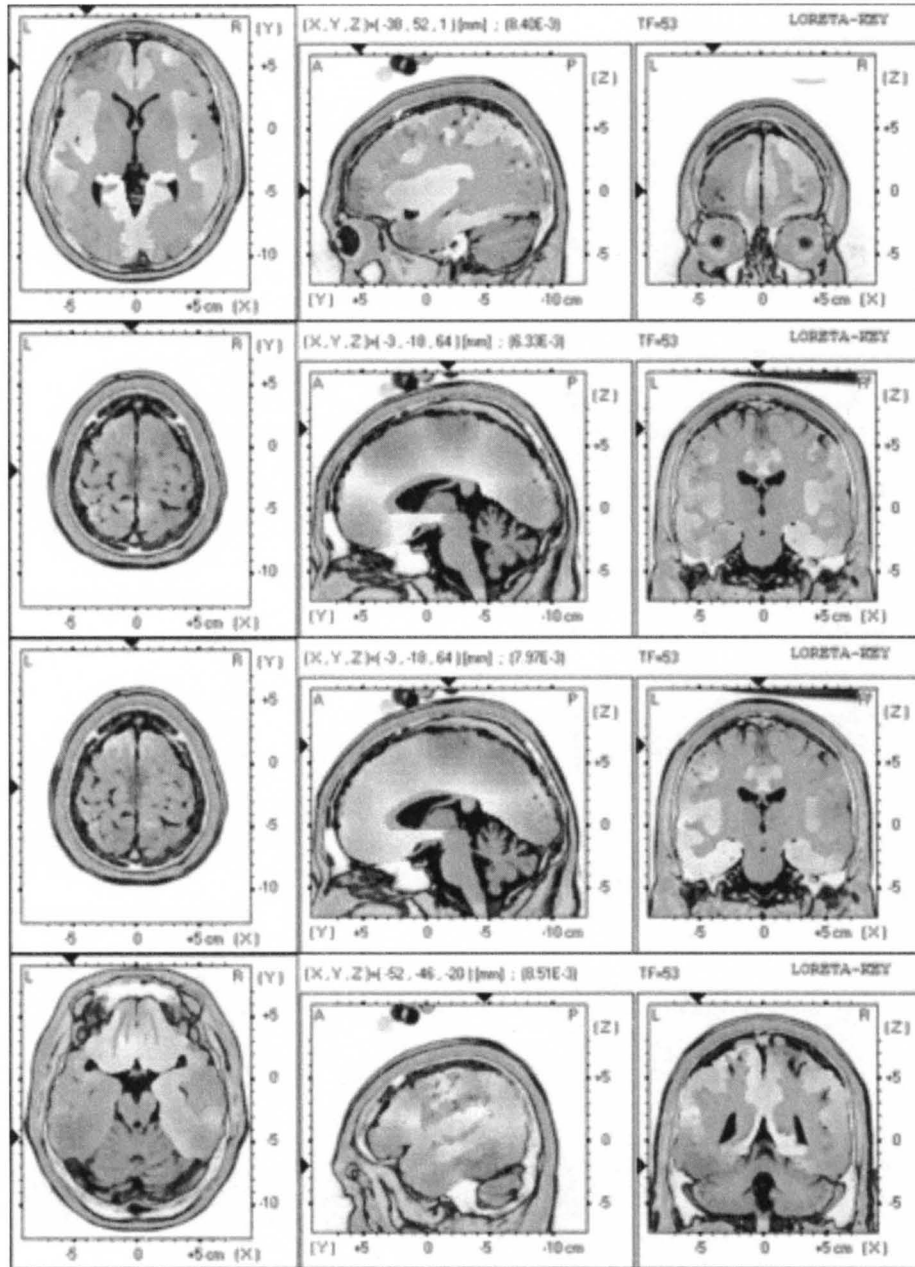 (X, Y, Z)=(-38, 52, 1)[mm] ; (8.40E-3) TF=53 LORETA-KEY
L R (Y) A P (Z) L R (Z)
+5 +5 +5
0 0 0
-5 -5 -5
-10
-5 0 +5 cm (X) (Y) +5 0 -5 -10 cm -5 0 +5 cm (X)
(X, Y, Z)=(-3, -18, 64)[mm] ; (6.33E-3) TF=53 LORETA-KEY
L R (Y) A P (Z) L (Z)
+5 +5 +5
0 0 0
-5 -5 -5
-10
-5 0 +5 cm (X) (Y) +5 0 -5 -10 cm -5 0 +5 cm (X)
(X, Y, Z)=(-3, -18, 64)[mm] ; (7.97E-3) TF=53 LORETA-KEY
L R (Y) A P (Z) L (Z)
+5 +5 +5
0 0 0
-5 -5 -5
-10
-5 0 +5 cm (X) (Y) +5 0 -5 -10 cm -5 0 +5 cm (X)
(X, Y, Z)=(-52, -46, -20)[mm] ; (8.51E-3) TF=53 LORETA-KEY
L R (Y) A P (Z) L R (Z)
+5 +5 +5
0 0 0
-5 -5 -5
-10
-5 0 +5 cm (X) (Y) +5 0 -5 -10 cm -5 0 +5 cm (X)